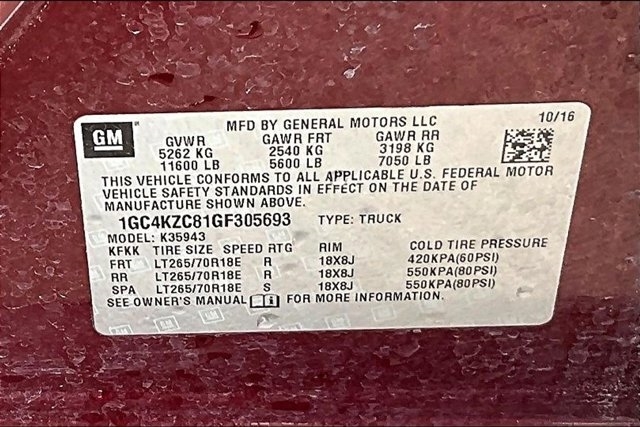 GM MFD BY GENERAL MOTORS LLC 10/16
GVWR GAWR FRT GAWR RR
5262 KG 2540 KG 3198 KG
11600 LB 5600 LB 7050 LB
THIS VEHICLE CONFORMS TO ALL APPLICABLE U.S. FEDERAL MOTOR
VEHICLE SAFETY STANDARDS IN EFFECT ON THE DATE OF
MANUFACTURE SHOWN ABOVE.
1GC4KZC81GF305693 TYPE: TRUCK
MODEL: K35943
KFKK TIRE SIZE SPEED RTG RIM COLD TIRE PRESSURE
FRT LT265/70R18E R 18X8J 420KPA(60PSI)
RR LT265/70R18E R 18X8J 550KPA(80PSI)
SPA LT265/70R18E S 18X8J 550KPA(80PSI)
SEE OWNER'S MANUAL FOR MORE INFORMATION.